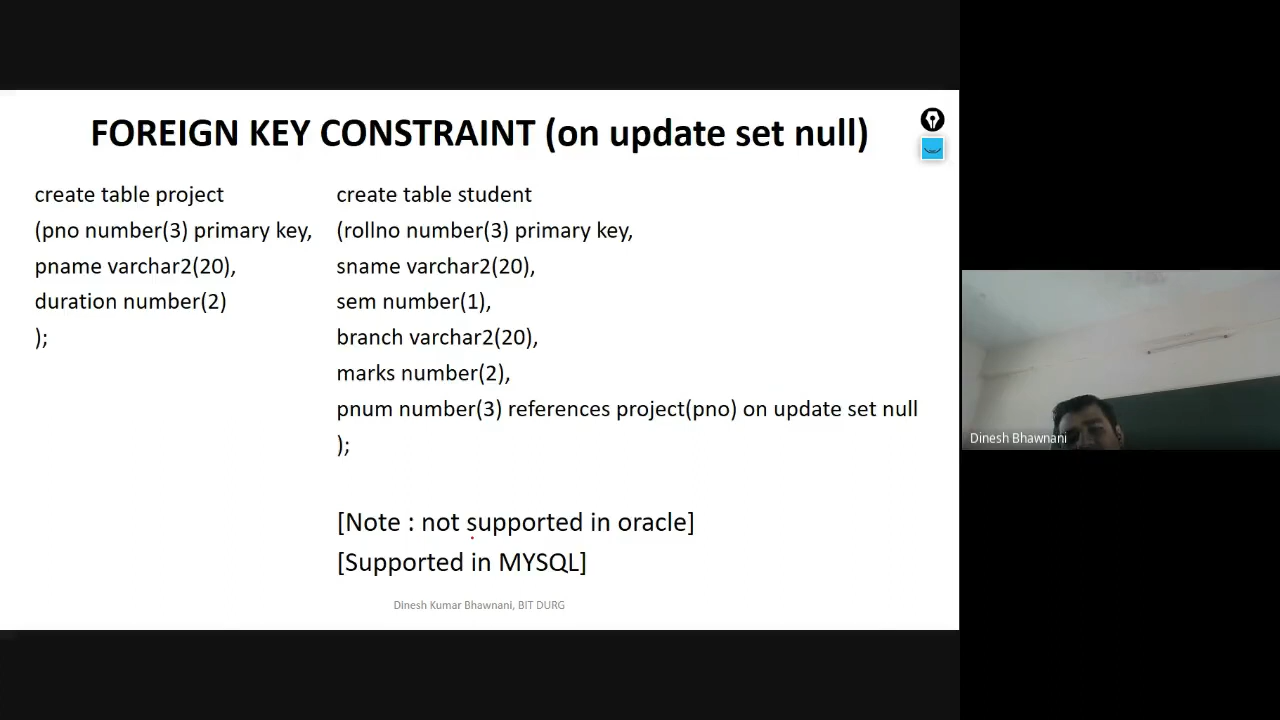 FOREIGN KEY CONSTRAINT (on update set null)
create table project
(pno number(3) primary key,
pname varchar2(20),
duration number(2)
);
create table student
(rollno number(3) primary key,
sname varchar2(20),
sem number(1),
branch varchar2(20),
marks number(2),
pnum number(3) references project(pno) on update set null
);
[Note : not supported in oracle]
[Supported in MYSQL]
Dinesh Kumar Bhawnani, BIT DURG
Dinesh Bhawnani